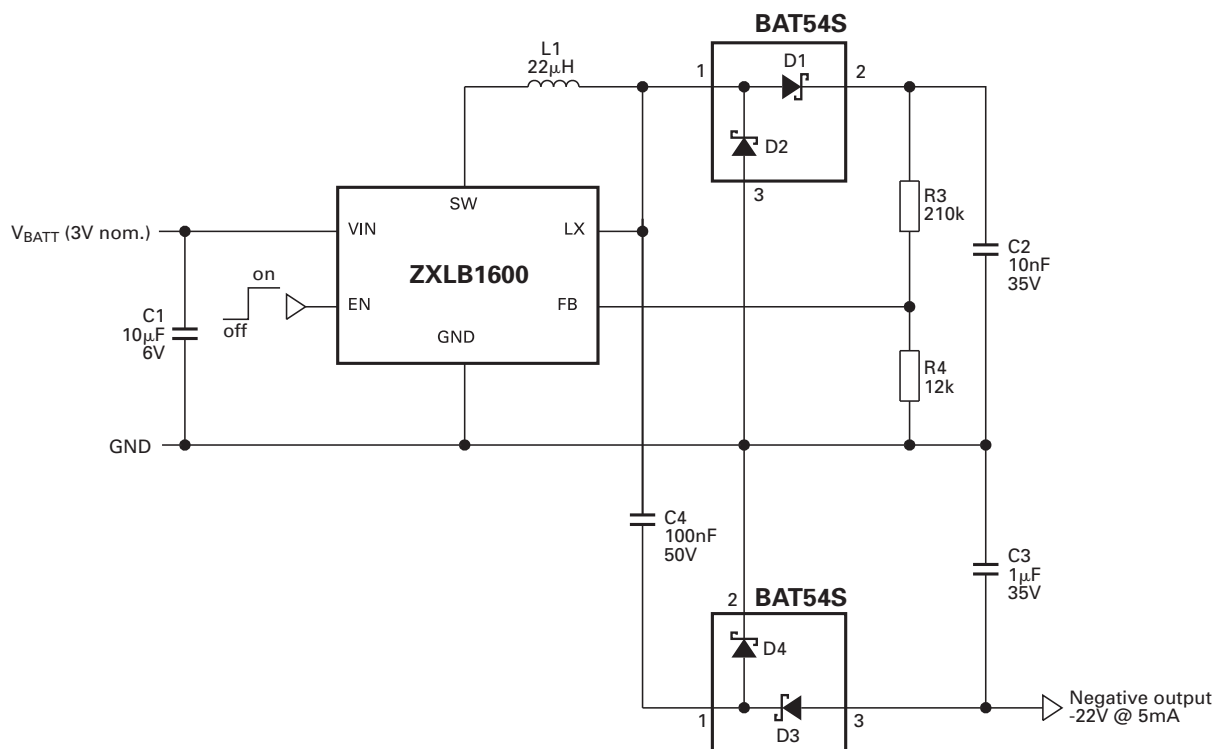 BAT54S
L1
22µH
1
D1
2
D2
3
SW
VIN
LX
ZXLB1600
EN
FB
GND
V_BATT (3V nom.)
on
off
C1
10µF
6V
R3
210k
C2
10nF
35V
R4
12k
GND
C4
100nF
50V
C3
1µF
35V
BAT54S
2
D4
1
D3
3
Negative output
-22V @ 5mA